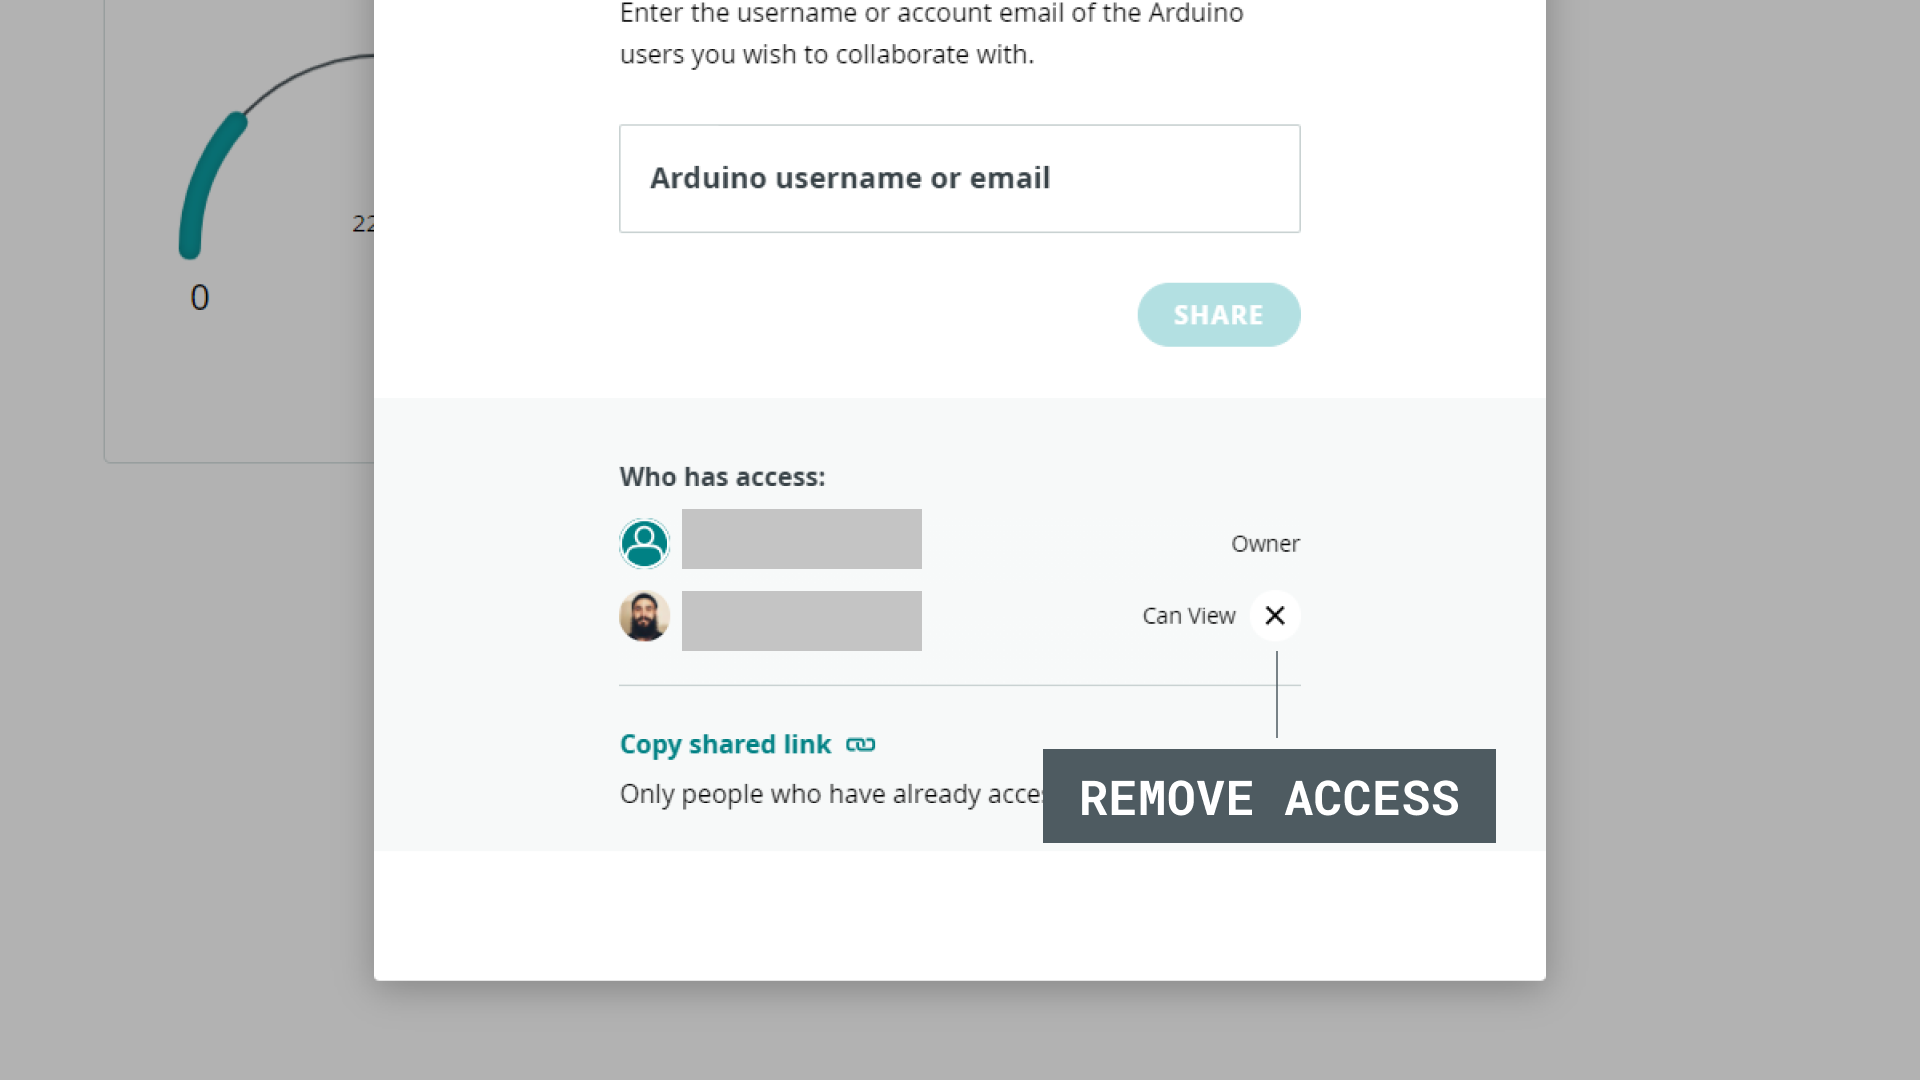 Enter the username or account email of the Arduino
users you wish to collaborate with.
Arduino username or email
22
0
SHARE
Who has access:
Owner
Can View
Copy shared link
Only people who have already
REMOVE ACCESS